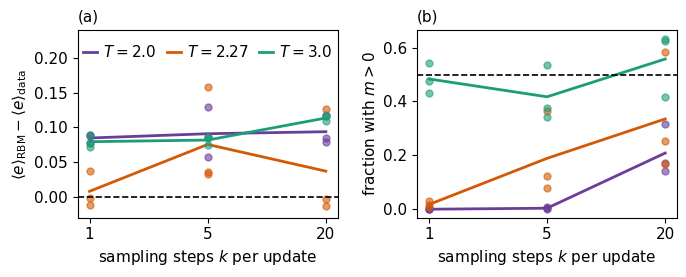 (a)
T = 2.0 T = 2.27 T = 3.0
0.20
0.15
0.10
0.05
0.00
⟨e⟩RBM − ⟨e⟩data
1 5 20
sampling steps k per update
(b)
0.6
0.4
0.2
0.0
fraction with m > 0
1 5 20
sampling steps k per update